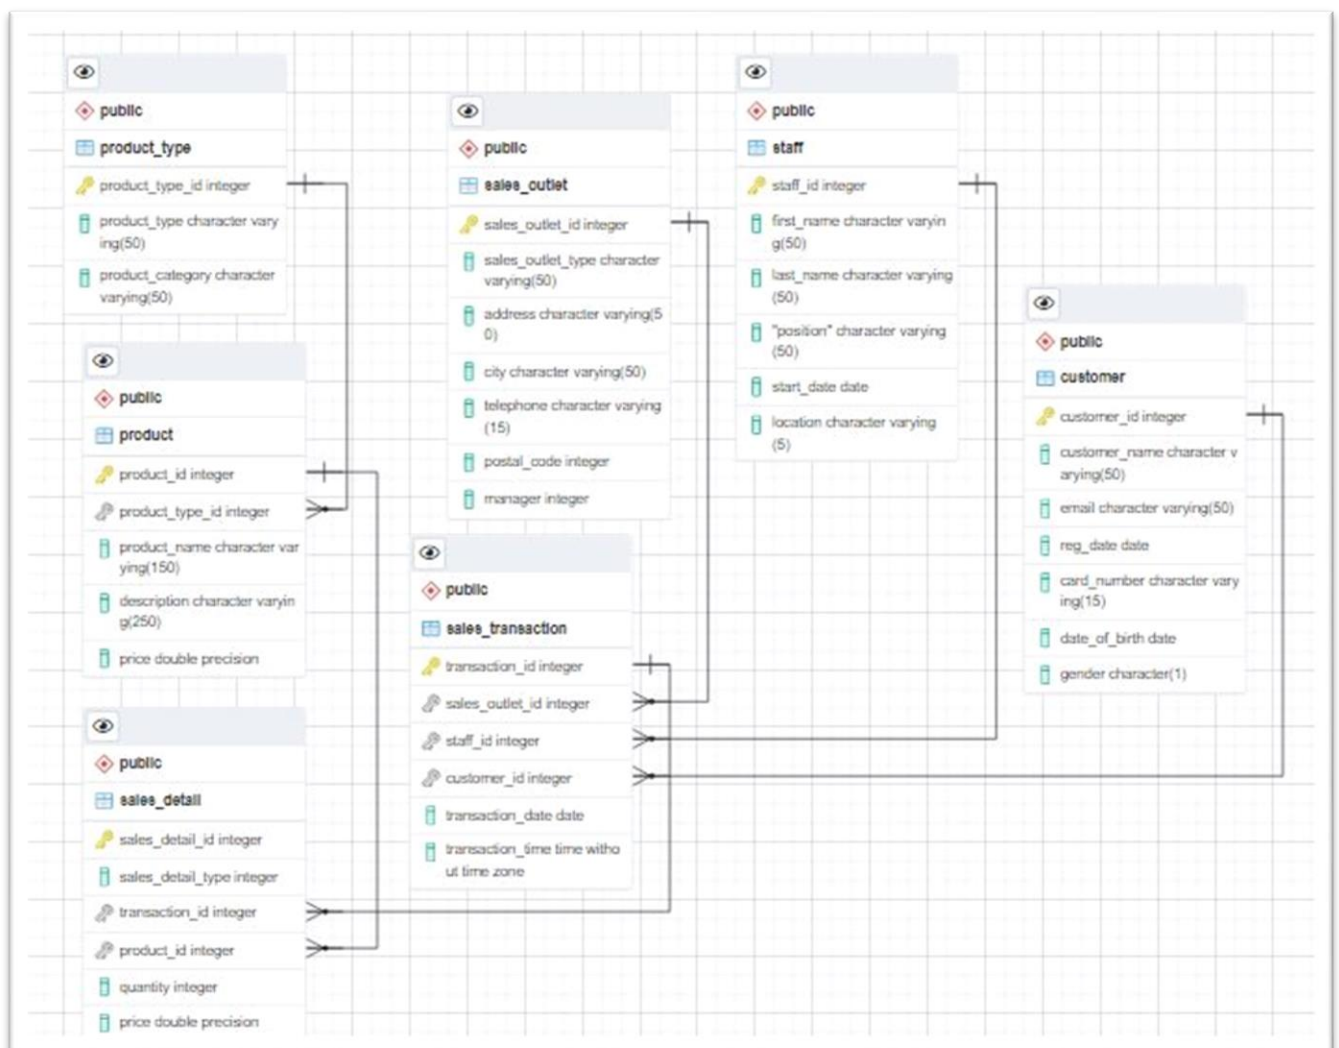 public
product_type
product_type_id integer
product_type character vary
ing(50)
product_category character
varying(50)
public
product
product_id integer
product_type_id integer
product_name character var
ying(150)
description character varyin
g(250)
price double precision
public
sales_detail
sales_detail_id integer
sales_detail_type integer
transaction_id integer
product_id integer
quantity integer
price double precision
public
sales_outlet
sales_outlet_id integer
sales_outlet_type character
varying(50)
address character varying(5
0)
city character varying(50)
telephone character varying
(15)
postal_code integer
manager integer
public
sales_transaction
transaction_id integer
sales_outlet_id integer
staff_id integer
customer_id integer
transaction_date date
transaction_time time witho
ut time zone
public
staff
staff_id integer
first_name character varyin
g(50)
last_name character varying
(50)
"position" character varying
(50)
start_date date
location character varying
(5)
public
customer
customer_id integer
customer_name character v
arying(50)
email character varying(50)
reg_date date
card_number character vary
ing(15)
date_of_birth date
gender character(1)